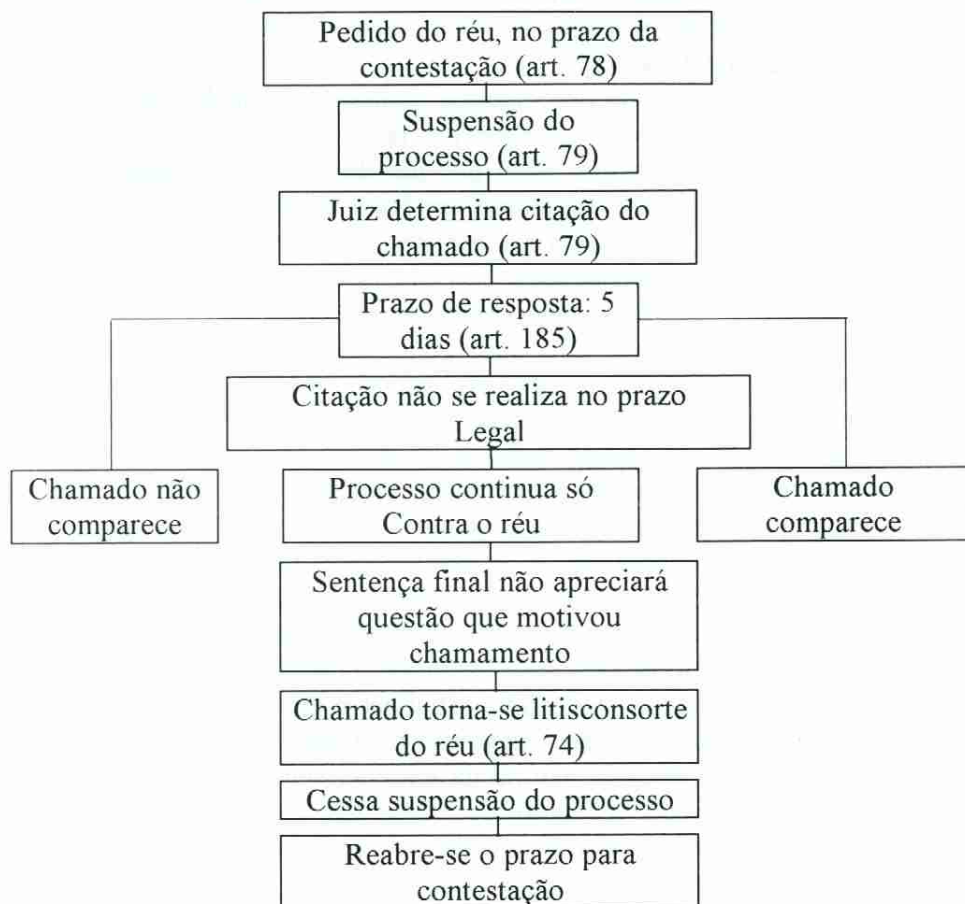 Pedido do réu, no prazo da
contestação (art. 78)
Suspensão do
processo (art. 79)
Juiz determina citação do
chamado (art. 79)
Prazo de resposta: 5
dias (art. 185)
Citação não se realiza no prazo
Legal
Chamado não
comparece
Processo continua só
Contra o réu
Chamado
comparece
Sentença final não apreciará
questão que motivou
chamamento
Chamado torna-se litisconsorte
do réu (art. 74)
Cessa suspensão do processo
Reabre-se o prazo para
contestação